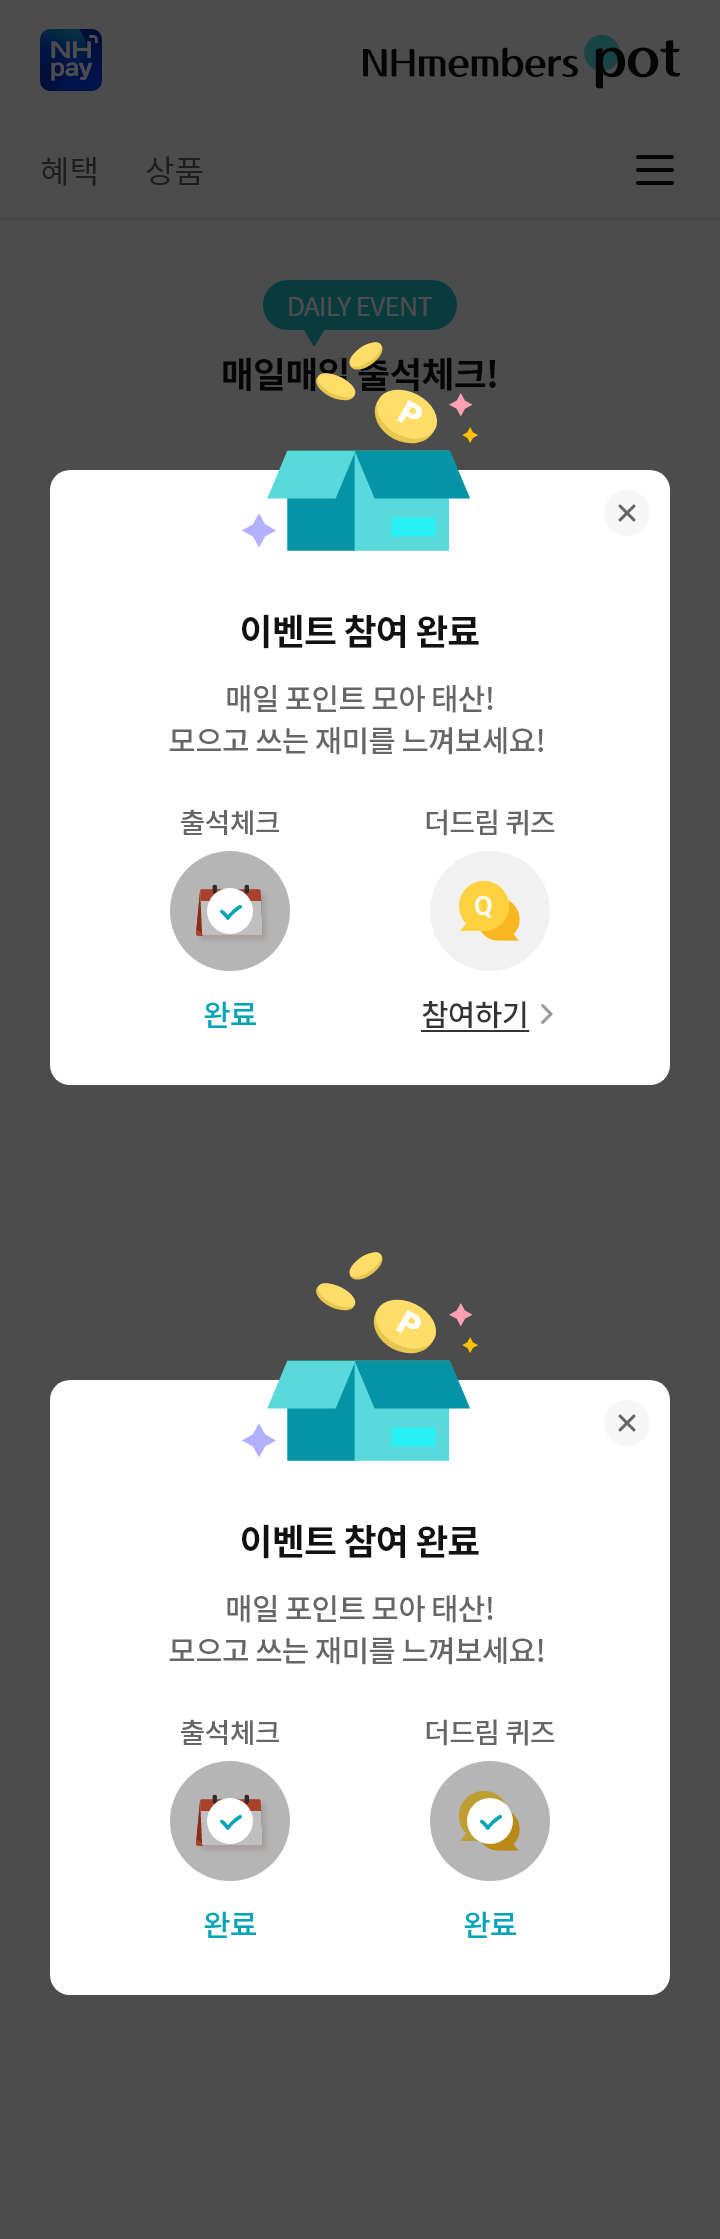 NH
pay
NHmembers pot
혜택 상품
DAILY EVENT
매일매일 출석체크!
P
이벤트 참여 완료
매일 포인트 모아 태산!
모으고 쓰는 재미를 느껴보세요!
출석체크 더드림 퀴즈
Q
완료 참여하기
P
이벤트 참여 완료
매일 포인트 모아 태산!
모으고 쓰는 재미를 느껴보세요!
출석체크 더드림 퀴즈
완료 완료